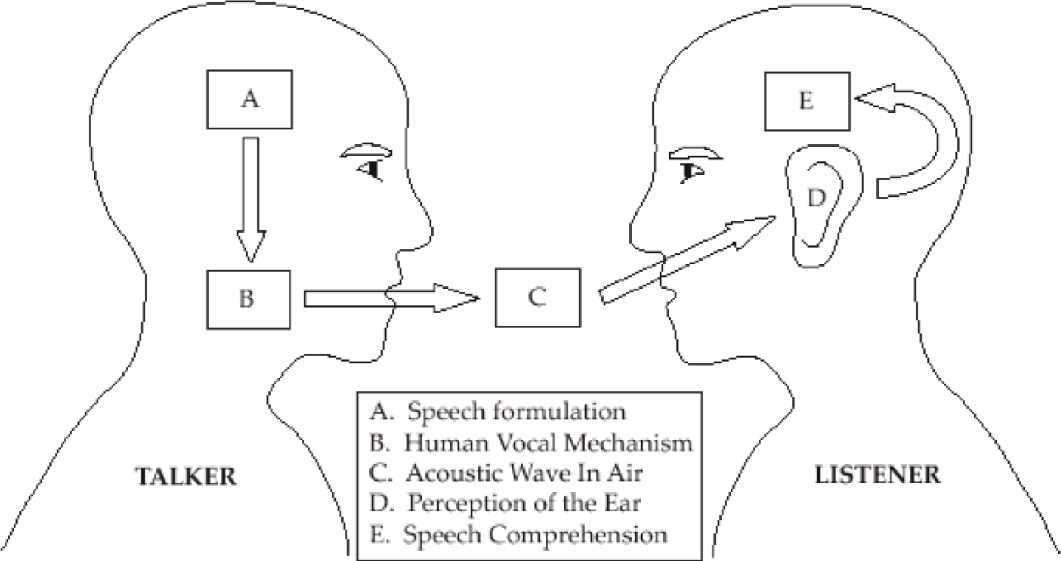 A
E
D
B
C
A. Speech formulation
B. Human Vocal Mechanism
C. Acoustic Wave In Air
D. Perception of the Ear
E. Speech Comprehension
TALKER
LISTENER